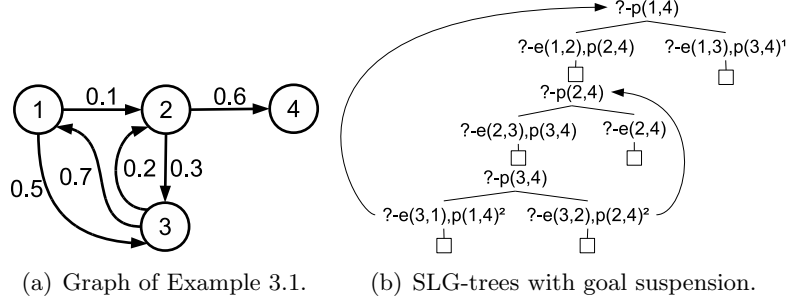 ?-p(1,4)
?-e(1,2),p(2,4) ?-e(1,3),p(3,4)¹
?-p(2,4)
?-e(2,3),p(3,4) ?-e(2,4)
?-p(3,4)
?-e(3,1),p(1,4)² ?-e(3,2),p(2,4)²
1 0.1 2 0.6 4
0.5 0.7 0.2 0.3
3
(a) Graph of Example 3.1. (b) SLG-trees with goal suspension.